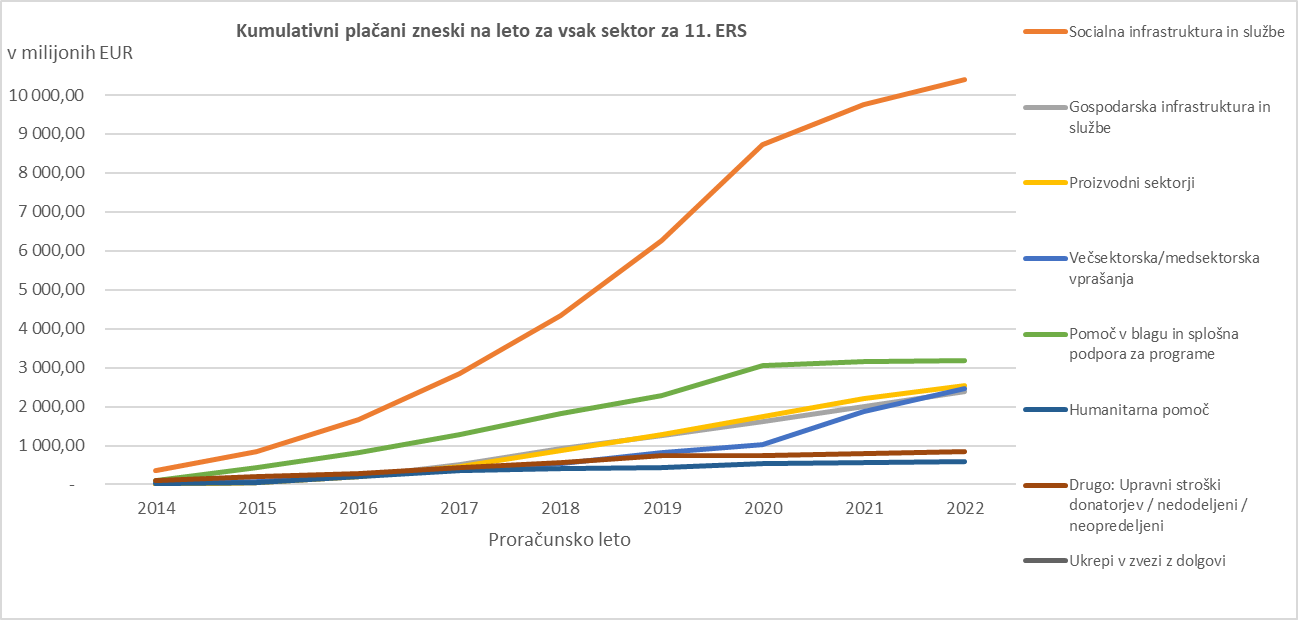 Kumulativni plačani zneski na leto za vsak sektor za 11. ERS
v milijonih EUR
10 000,00
9 000,00
8 000,00
7 000,00
6 000,00
5 000,00
4 000,00
3 000,00
2 000,00
1 000,00
-
2014 2015 2016 2017 2018 2019 2020 2021 2022
Proračunsko leto
Socialna infrastruktura in službe
Gospodarska infrastruktura in
službe
Proizvodni sektorji
Večsektorska/medsektorska
vprašanja
Pomoč v blagu in splošna
podpora za programe
Humanitarna pomoč
Drugo: Upravni stroški
donatorjev / nedodeljeni /
neopredeljeni
Ukrepi v zvezi z dolgovi